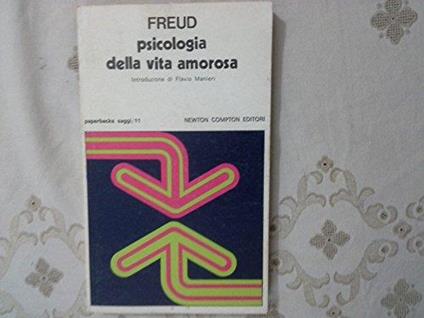 FREUD
psicologia
della vita amorosa
Introduzione di Flavio Manieri
paperbacks saggi/11 NEWTON COMPTON EDITORI